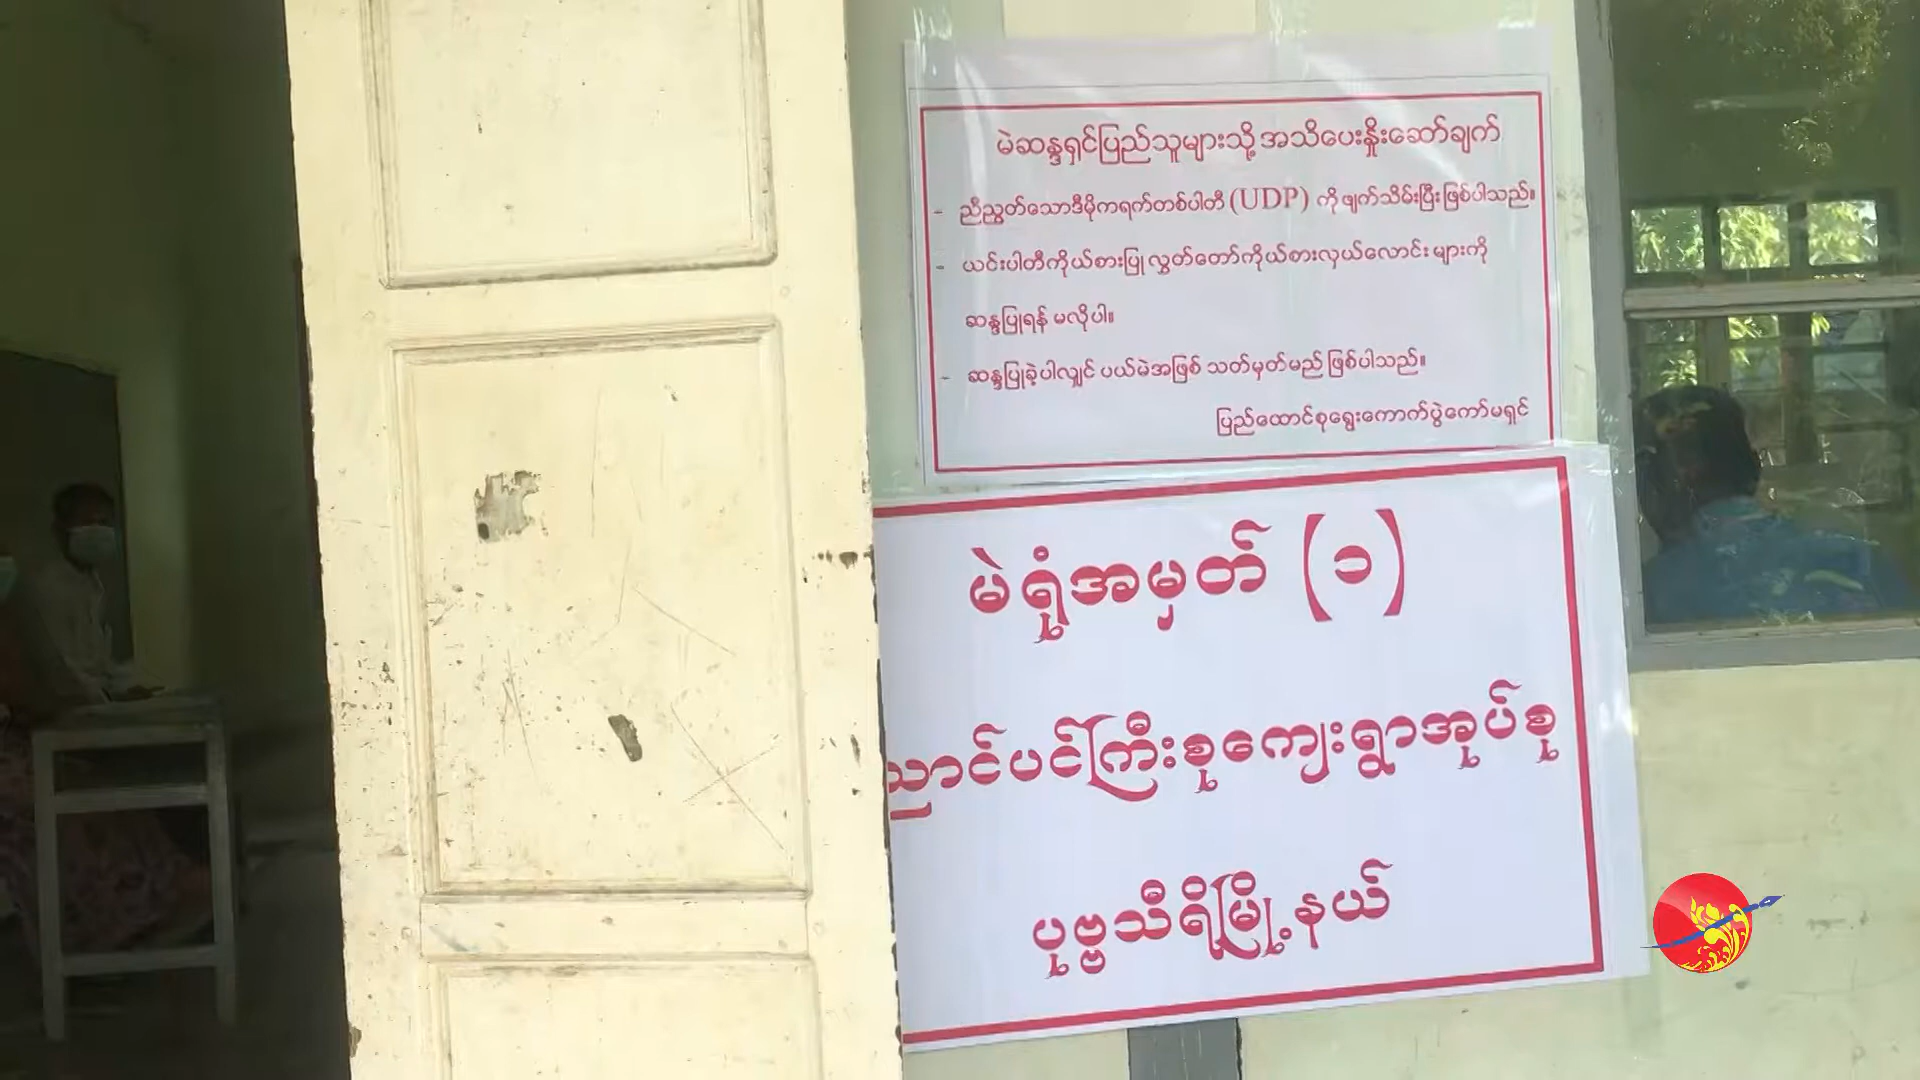 မဲဆန္ဒရှင်ပြည်သူများသို့ အသိပေးနှိုးဆော်ချက်
- ညီညွတ်သောဒီမိုကရက်တစ်ပါတီ (UDP) ကို ဖျက်သိမ်းပြီး ဖြစ်ပါသည်။
- ယင်းပါတီကိုယ်စားပြု လွှတ်တော်ကိုယ်စားလှယ်လောင်း များကို
ဆန္ဒပြုရန် မလိုပါ။
- ဆန္ဒပြုခဲ့ပါလျှင် ပယ်မဲအဖြစ် သတ်မှတ်မည် ဖြစ်ပါသည်။
ပြည်ထောင်စုရွေးကောက်ပွဲကော်မရှင်
မဲရုံအမှတ် (၁)
ညောင်ပင်ကြီးစုကျေးရွာအုပ်စု
ပုဗ္ဗသီရိမြို့နယ်